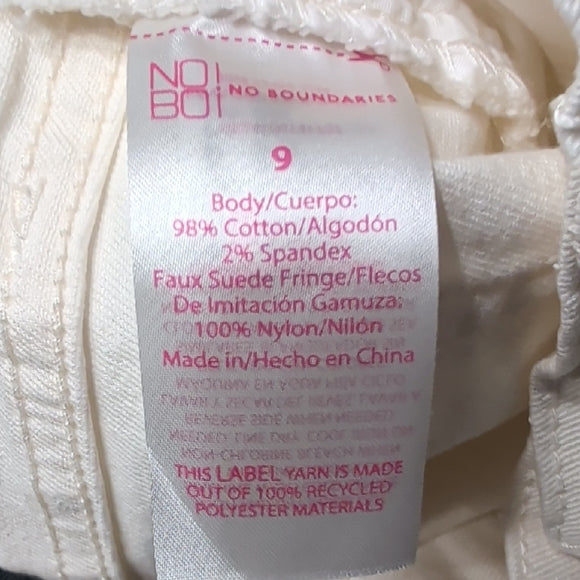 NO!
BO!
NO BOUNDARIES
9
Body/Cuerpo:
98% Cotton/Algodón
2% Spandex
Faux Suede Fringe/Flecos
De Imitación Gamuza:
100% Nylon/Nilón
Made in/Hecho en China
THIS LABEL YARN IS MADE
OUT OF 100% RECYCLED
POLYESTER MATERIALS